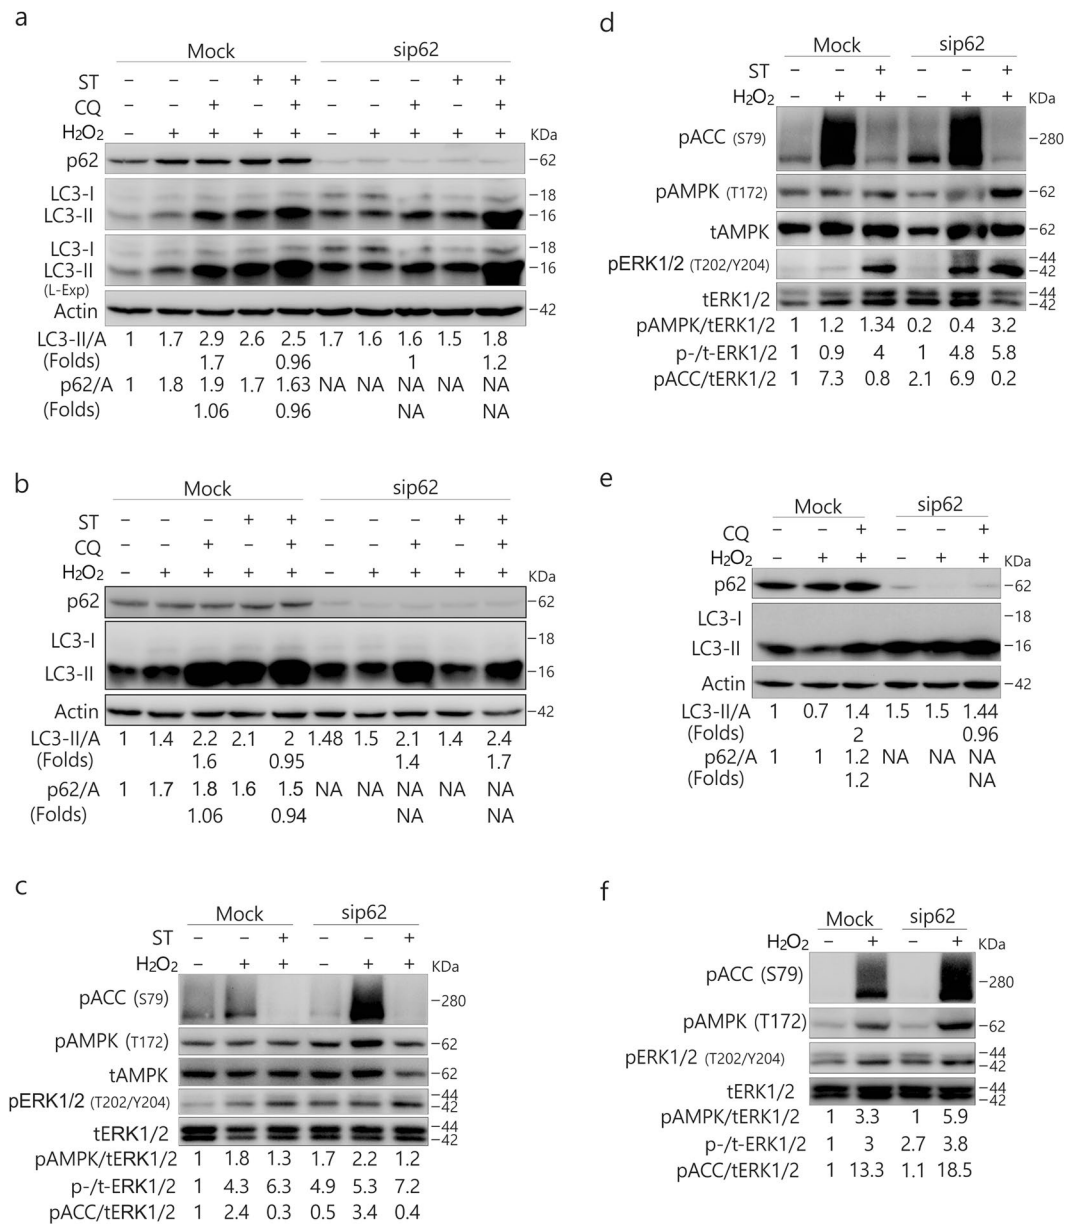 a
Mock sip62
ST – – – + + – – – + +
CQ – – + – + – – + – +
H₂O₂ – + + + + – + + + + KDa
p62 –62
LC3-I –18
LC3-II –16
LC3-I –18
LC3-II –16
(L-Exp)
Actin –42
LC3-II/A 1 1.7 2.9 2.6 2.5 1.7 1.6 1.6 1.5 1.8
(Folds) 1.7 0.96 1 1.2
p62/A 1 1.8 1.9 1.7 1.63 NA NA NA NA NA
(Folds) 1.06 0.96 NA NA
b
Mock sip62
ST – – – + + – – – + +
CQ – – + – + – – + – +
H₂O₂ – + + + + – + + + + KDa
p62 –62
LC3-I –18
LC3-II –16
Actin –42
LC3-II/A 1 1.4 2.2 2.1 2 1.48 1.5 2.1 1.4 2.4
(Folds) 1.6 0.95 1.4 1.7
p62/A 1 1.7 1.8 1.6 1.5 NA NA NA NA NA
(Folds) 1.06 0.94 NA NA
c
Mock sip62
ST – – + – – +
H₂O₂ – + + – + + KDa
pACC (S79) –280
pAMPK (T172) –62
tAMPK –62
pERK1/2 (T202/Y204) –44
–42
tERK1/2 –44
–42
pAMPK/tERK1/2 1 1.8 1.3 1.7 2.2 1.2
p-/t-ERK1/2 1 4.3 6.3 4.9 5.3 7.2
pACC/tERK1/2 1 2.4 0.3 0.5 3.4 0.4
d
Mock sip62
ST – – + – – +
H₂O₂ – + + – + + KDa
pACC (S79) –280
pAMPK (T172) –62
tAMPK –62
pERK1/2 (T202/Y204) –44
–42
tERK1/2 –44
–42
pAMPK/tERK1/2 1 1.2 1.34 0.2 0.4 3.2
p-/t-ERK1/2 1 0.9 4 1 4.8 5.8
pACC/tERK1/2 1 7.3 0.8 2.1 6.9 0.2
e
Mock sip62
CQ – – + – – +
H₂O₂ – + + – + + KDa
p62 –62
LC3-I –18
LC3-II –16
Actin –42
LC3-II/A 1 0.7 1.4 1.5 1.5 1.44
(Folds) 2 0.96
p62/A 1 1 1.2 NA NA NA
(Folds) 1.2 NA
f
Mock sip62
H₂O₂ – + – + KDa
pACC (S79) –280
pAMPK (T172) –62
pERK1/2 (T202/Y204) –44
–42
tERK1/2 –44
–42
pAMPK/tERK1/2 1 3.3 1 5.9
p-/t-ERK1/2 1 3 2.7 3.8
pACC/tERK1/2 1 13.3 1.1 18.5